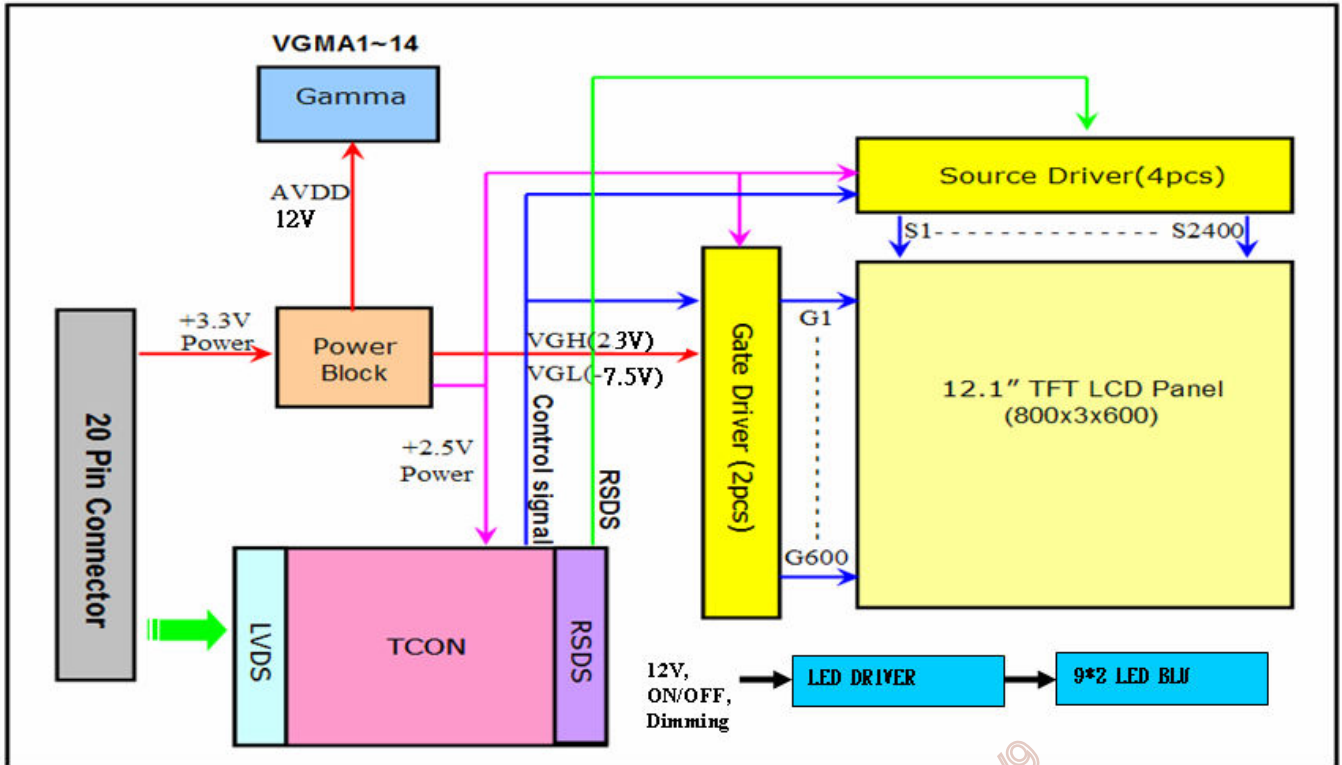 VGMA1~14
Gamma
AVDD
12V
Source Driver(4pcs)
S1- - - - - - - - - - - - - - S2400
20 Pin Connector
+3.3V
Power
Power
Block
VGH(23V)
VGL(-7.5V)
Gate Driver (2pcs)
G1
G600
12.1” TFT LCD Panel
(800x3x600)
+2.5V
Power
Control signal
RSDS
LVDS
TCON
RSDS
12V,
ON/OFF,
Dimming
LED DRIVER
9*2 LED BLU